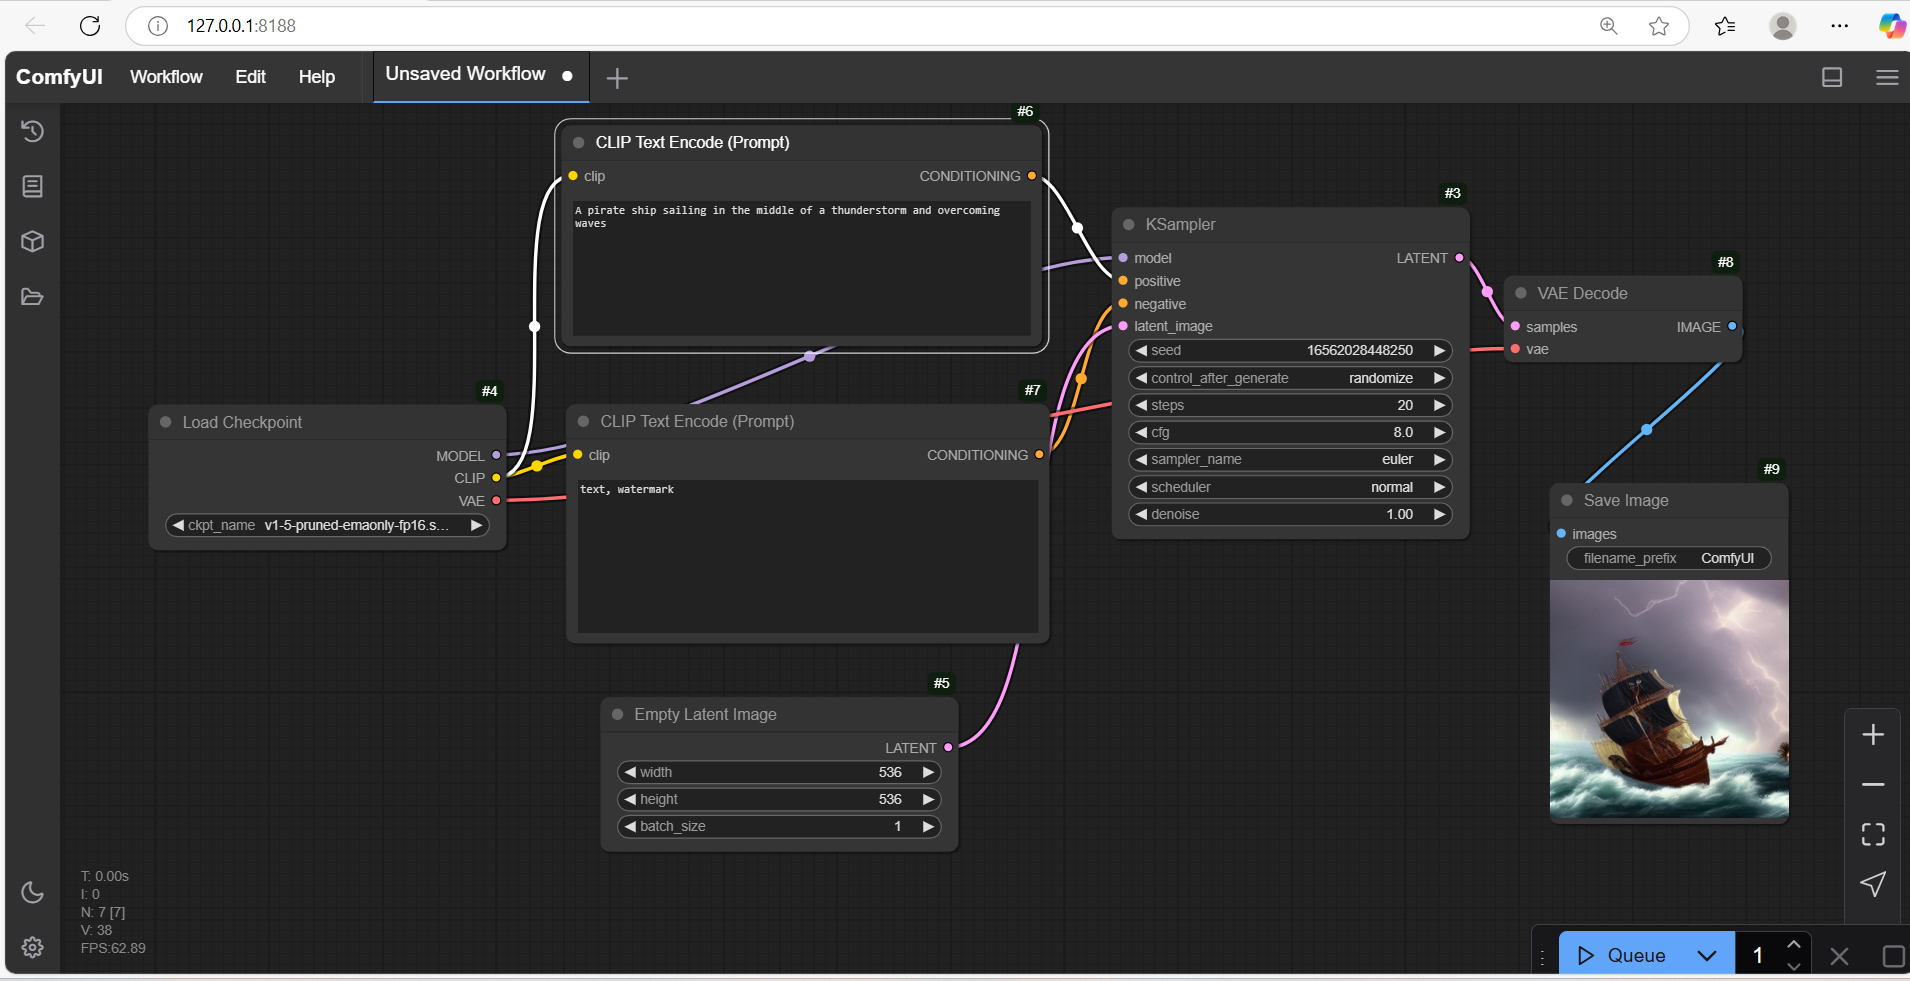 127.0.0.1:8188
ComfyUI Workflow Edit Help Unsaved Workflow
#6
CLIP Text Encode (Prompt)
clip CONDITIONING
A pirate ship sailing in the middle of a thunderstorm and overcoming
waves
#3
KSampler
model LATENT
positive
negative
latent_image
seed 16562028448250
control_after_generate randomize
steps 20
cfg 8.0
sampler_name euler
scheduler normal
denoise 1.00
#8
VAE Decode
samples IMAGE
vae
#4
Load Checkpoint
MODEL
CLIP
VAE
ckpt_name v1-5-pruned-emaonly-fp16.s...
#7
CLIP Text Encode (Prompt)
clip CONDITIONING
text, watermark
#9
Save Image
images
filename_prefix ComfyUI
#5
Empty Latent Image
LATENT
width 536
height 536
batch_size 1
T: 0.00s
I: 0
N: 7 [7]
V: 38
FPS:62.89
Queue 1